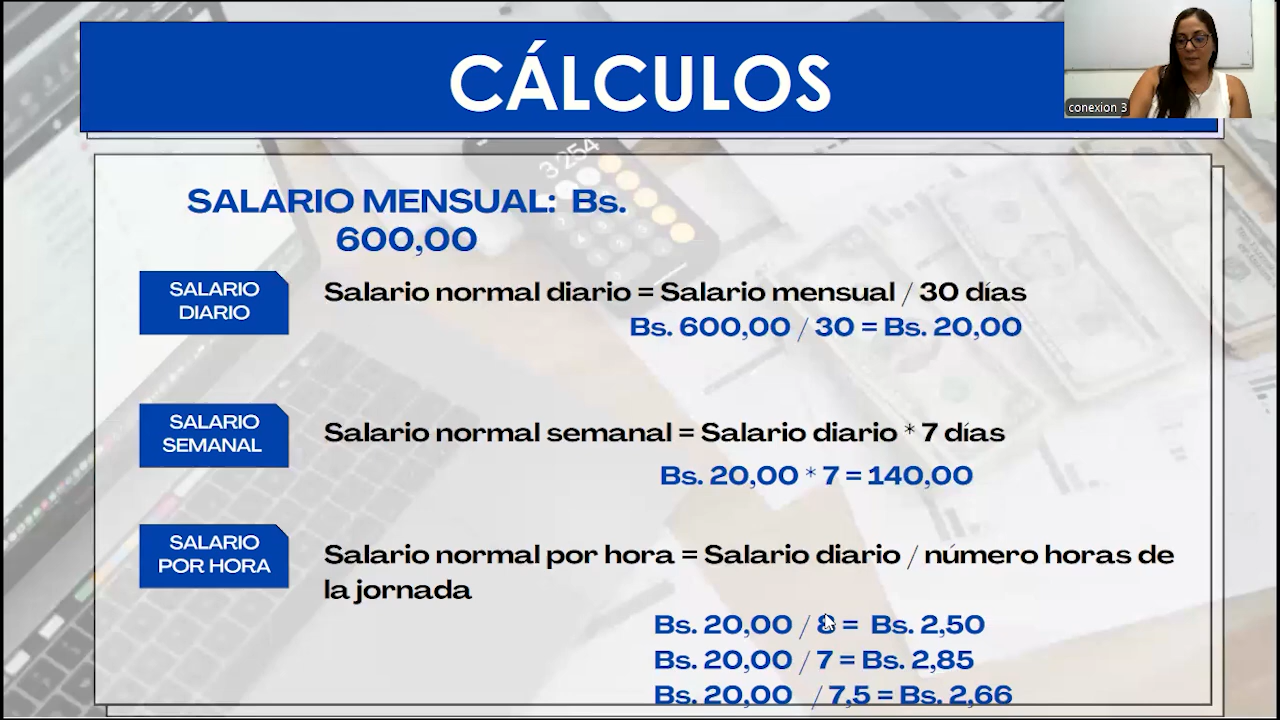 CÁLCULOS
conexion 3
3 254
SALARIO MENSUAL: Bs.
600,00
SALARIO
DIARIO
Salario normal diario = Salario mensual / 30 días
Bs. 600,00 / 30 = Bs. 20,00
SALARIO
SEMANAL
Salario normal semanal = Salario diario * 7 días
Bs. 20,00 * 7 = 140,00
SALARIO
POR HORA
Salario normal por hora = Salario diario / número horas de
la jornada
Bs. 20,00 / 8 = Bs. 2,50
Bs. 20,00 / 7 = Bs. 2,85
Bs. 20,00 / 7,5 = Bs. 2,66